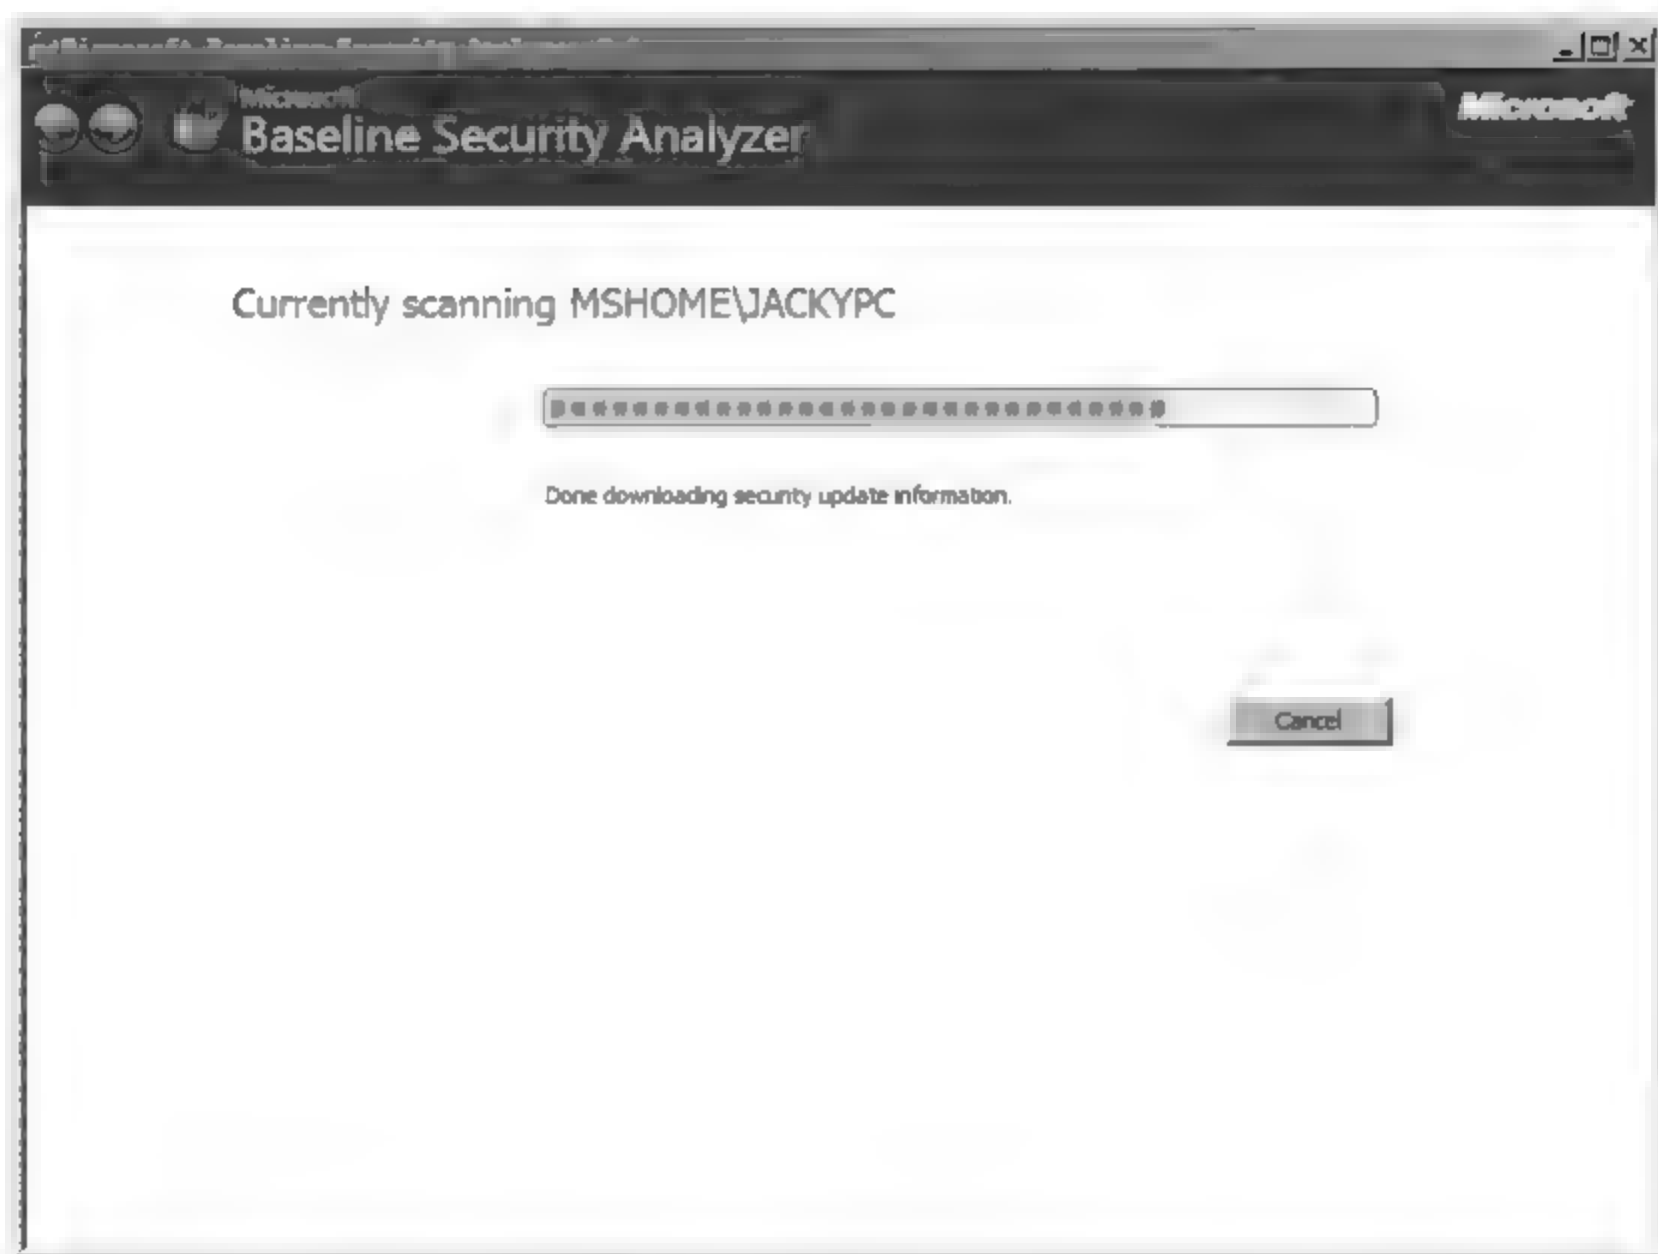 Microsoft
Baseline Security Analyzer
Microsoft
Currently scanning MSHOME\JACKYPC
Done downloading security update information.
Cancel